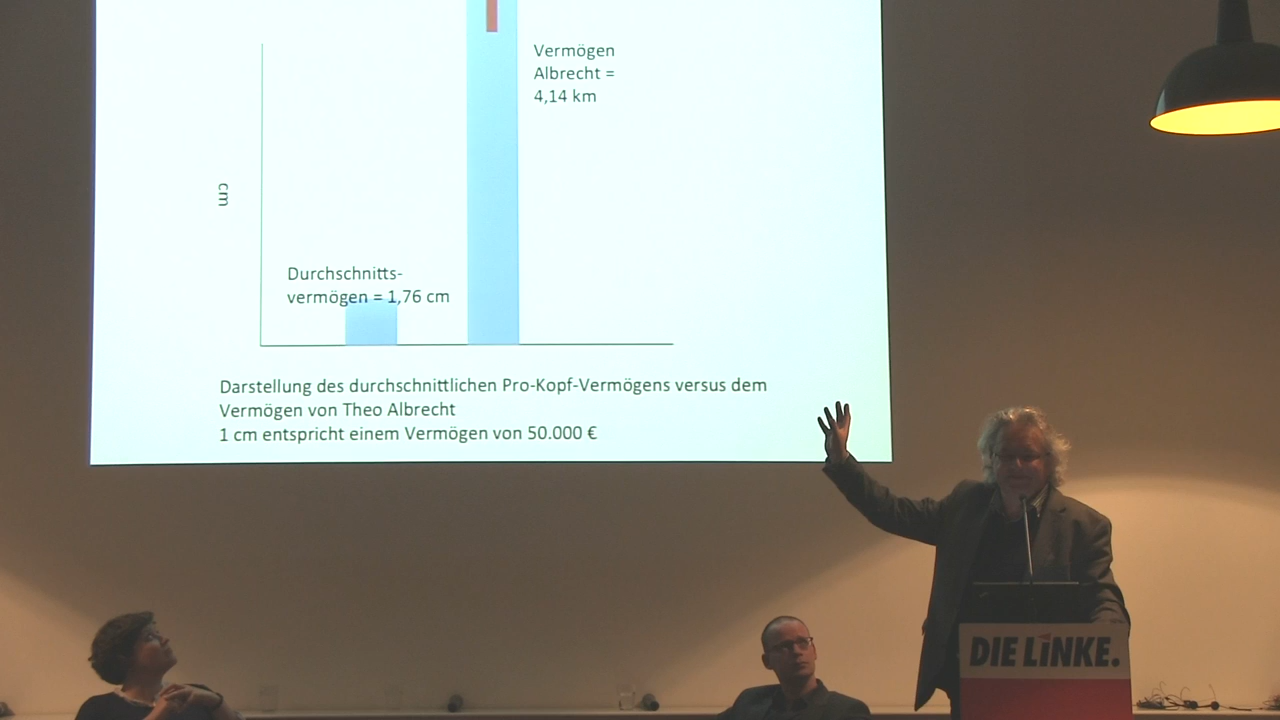 Vermögen
Albrecht =
4,14 km
cm
Durchschnitts-
vermögen = 1,76 cm
Darstellung des durchschnittlichen Pro-Kopf-Vermögens versus dem
Vermögen von Theo Albrecht
1 cm entspricht einem Vermögen von 50.000 €
DIE LINKE.